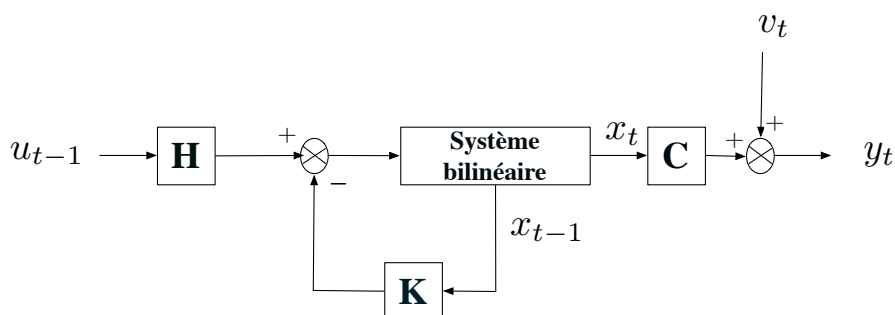 v_t
+
+
+
−
u_{t−1}
H
Système
bilinéaire
x_t
C
y_t
x_{t−1}
K